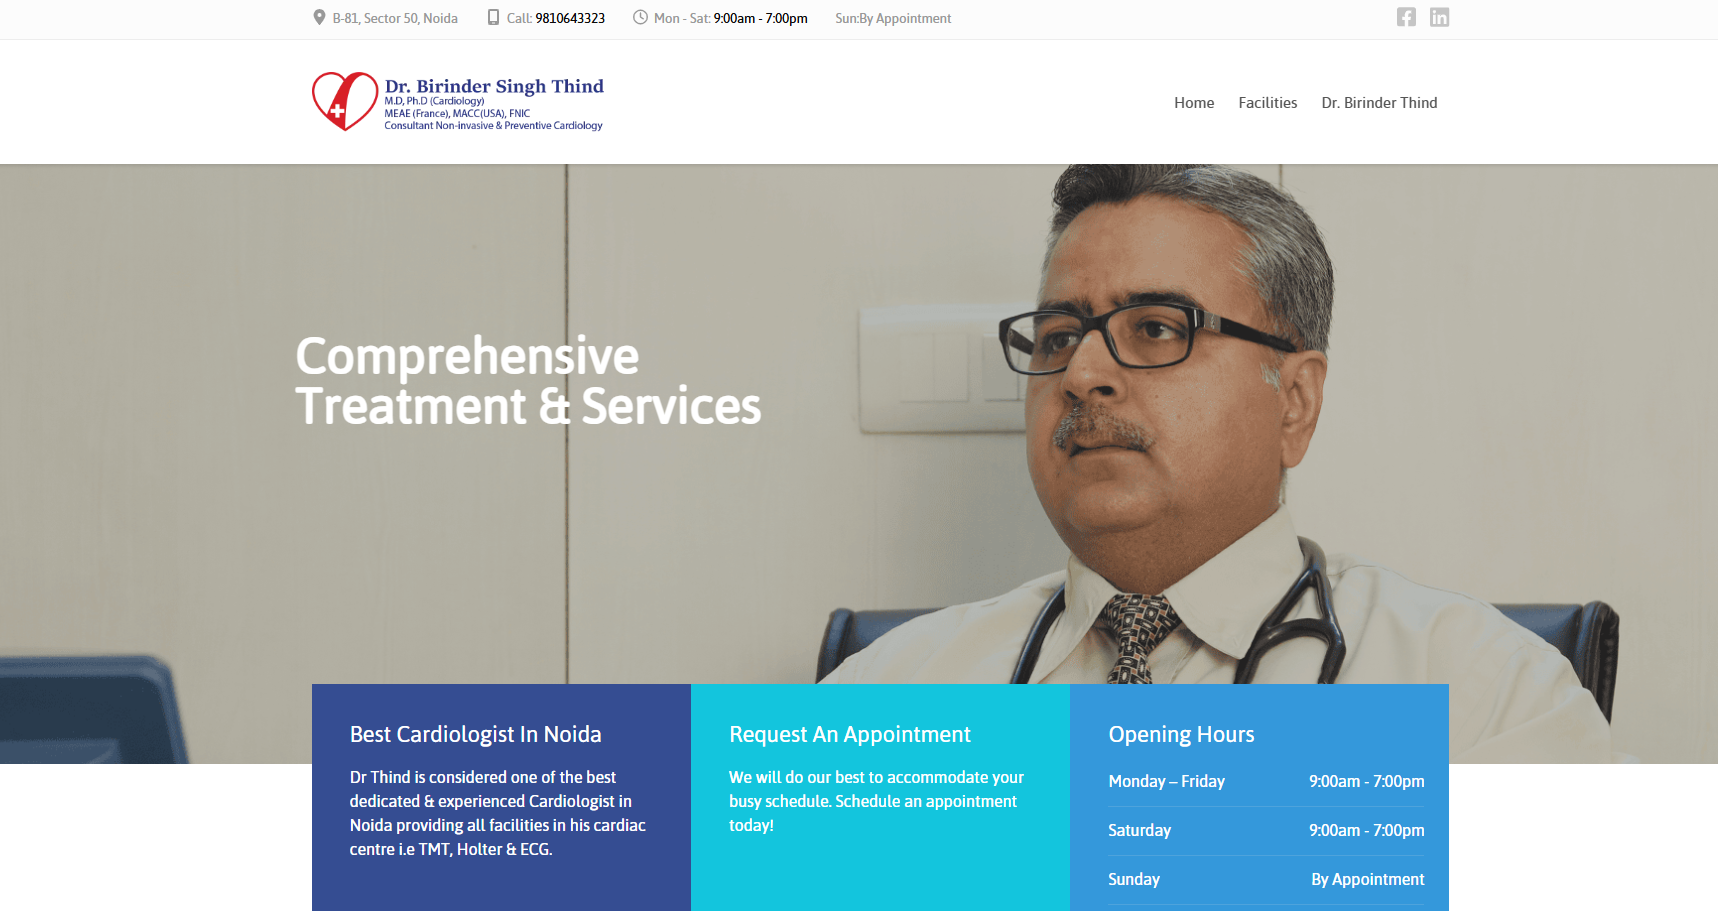 B-81, Sector 50, Noida
Call: 9810643323
Mon - Sat: 9:00am - 7:00pm
Sun:By Appointment
Dr. Birinder Singh Thind
M.D, Ph.D (Cardiology)
MEAE (France), MACC(USA), FNIC
Consultant Non-invasive & Preventive Cardiology
Home
Facilities
Dr. Birinder Thind
Comprehensive
Treatment & Services
Best Cardiologist In Noida
Dr Thind is considered one of the best
dedicated & experienced Cardiologist in
Noida providing all facilities in his cardiac
centre i.e TMT, Holter & ECG.
Request An Appointment
We will do our best to accommodate your
busy schedule. Schedule an appointment
today!
Opening Hours
Monday – Friday 9:00am - 7:00pm
Saturday 9:00am - 7:00pm
Sunday By Appointment